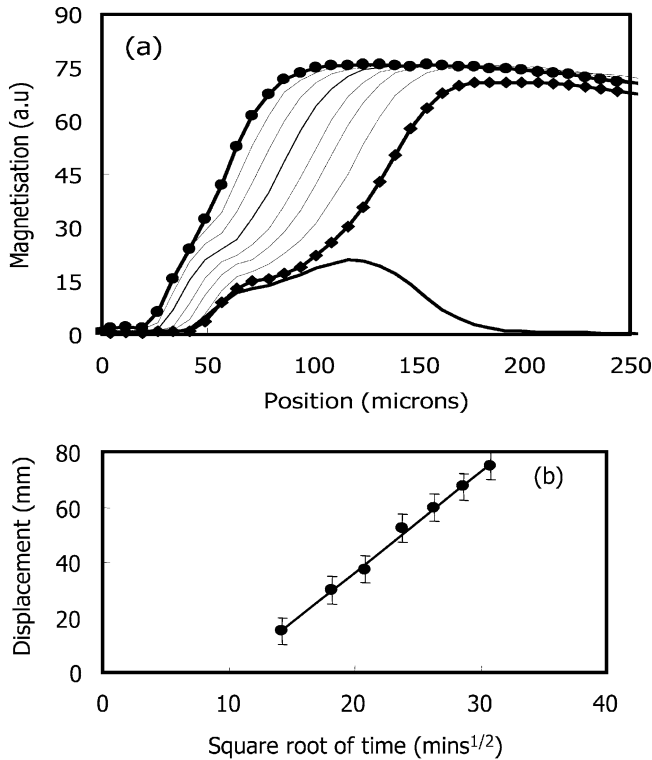 90
(a)
75
60
45
30
15
0
Magnetisation (a.u)
0 50 100 150 200 250
Position (microns)
80
(b)
60
40
20
0
Displacement (mm)
0 10 20 30 40
Square root of time (mins1/2)